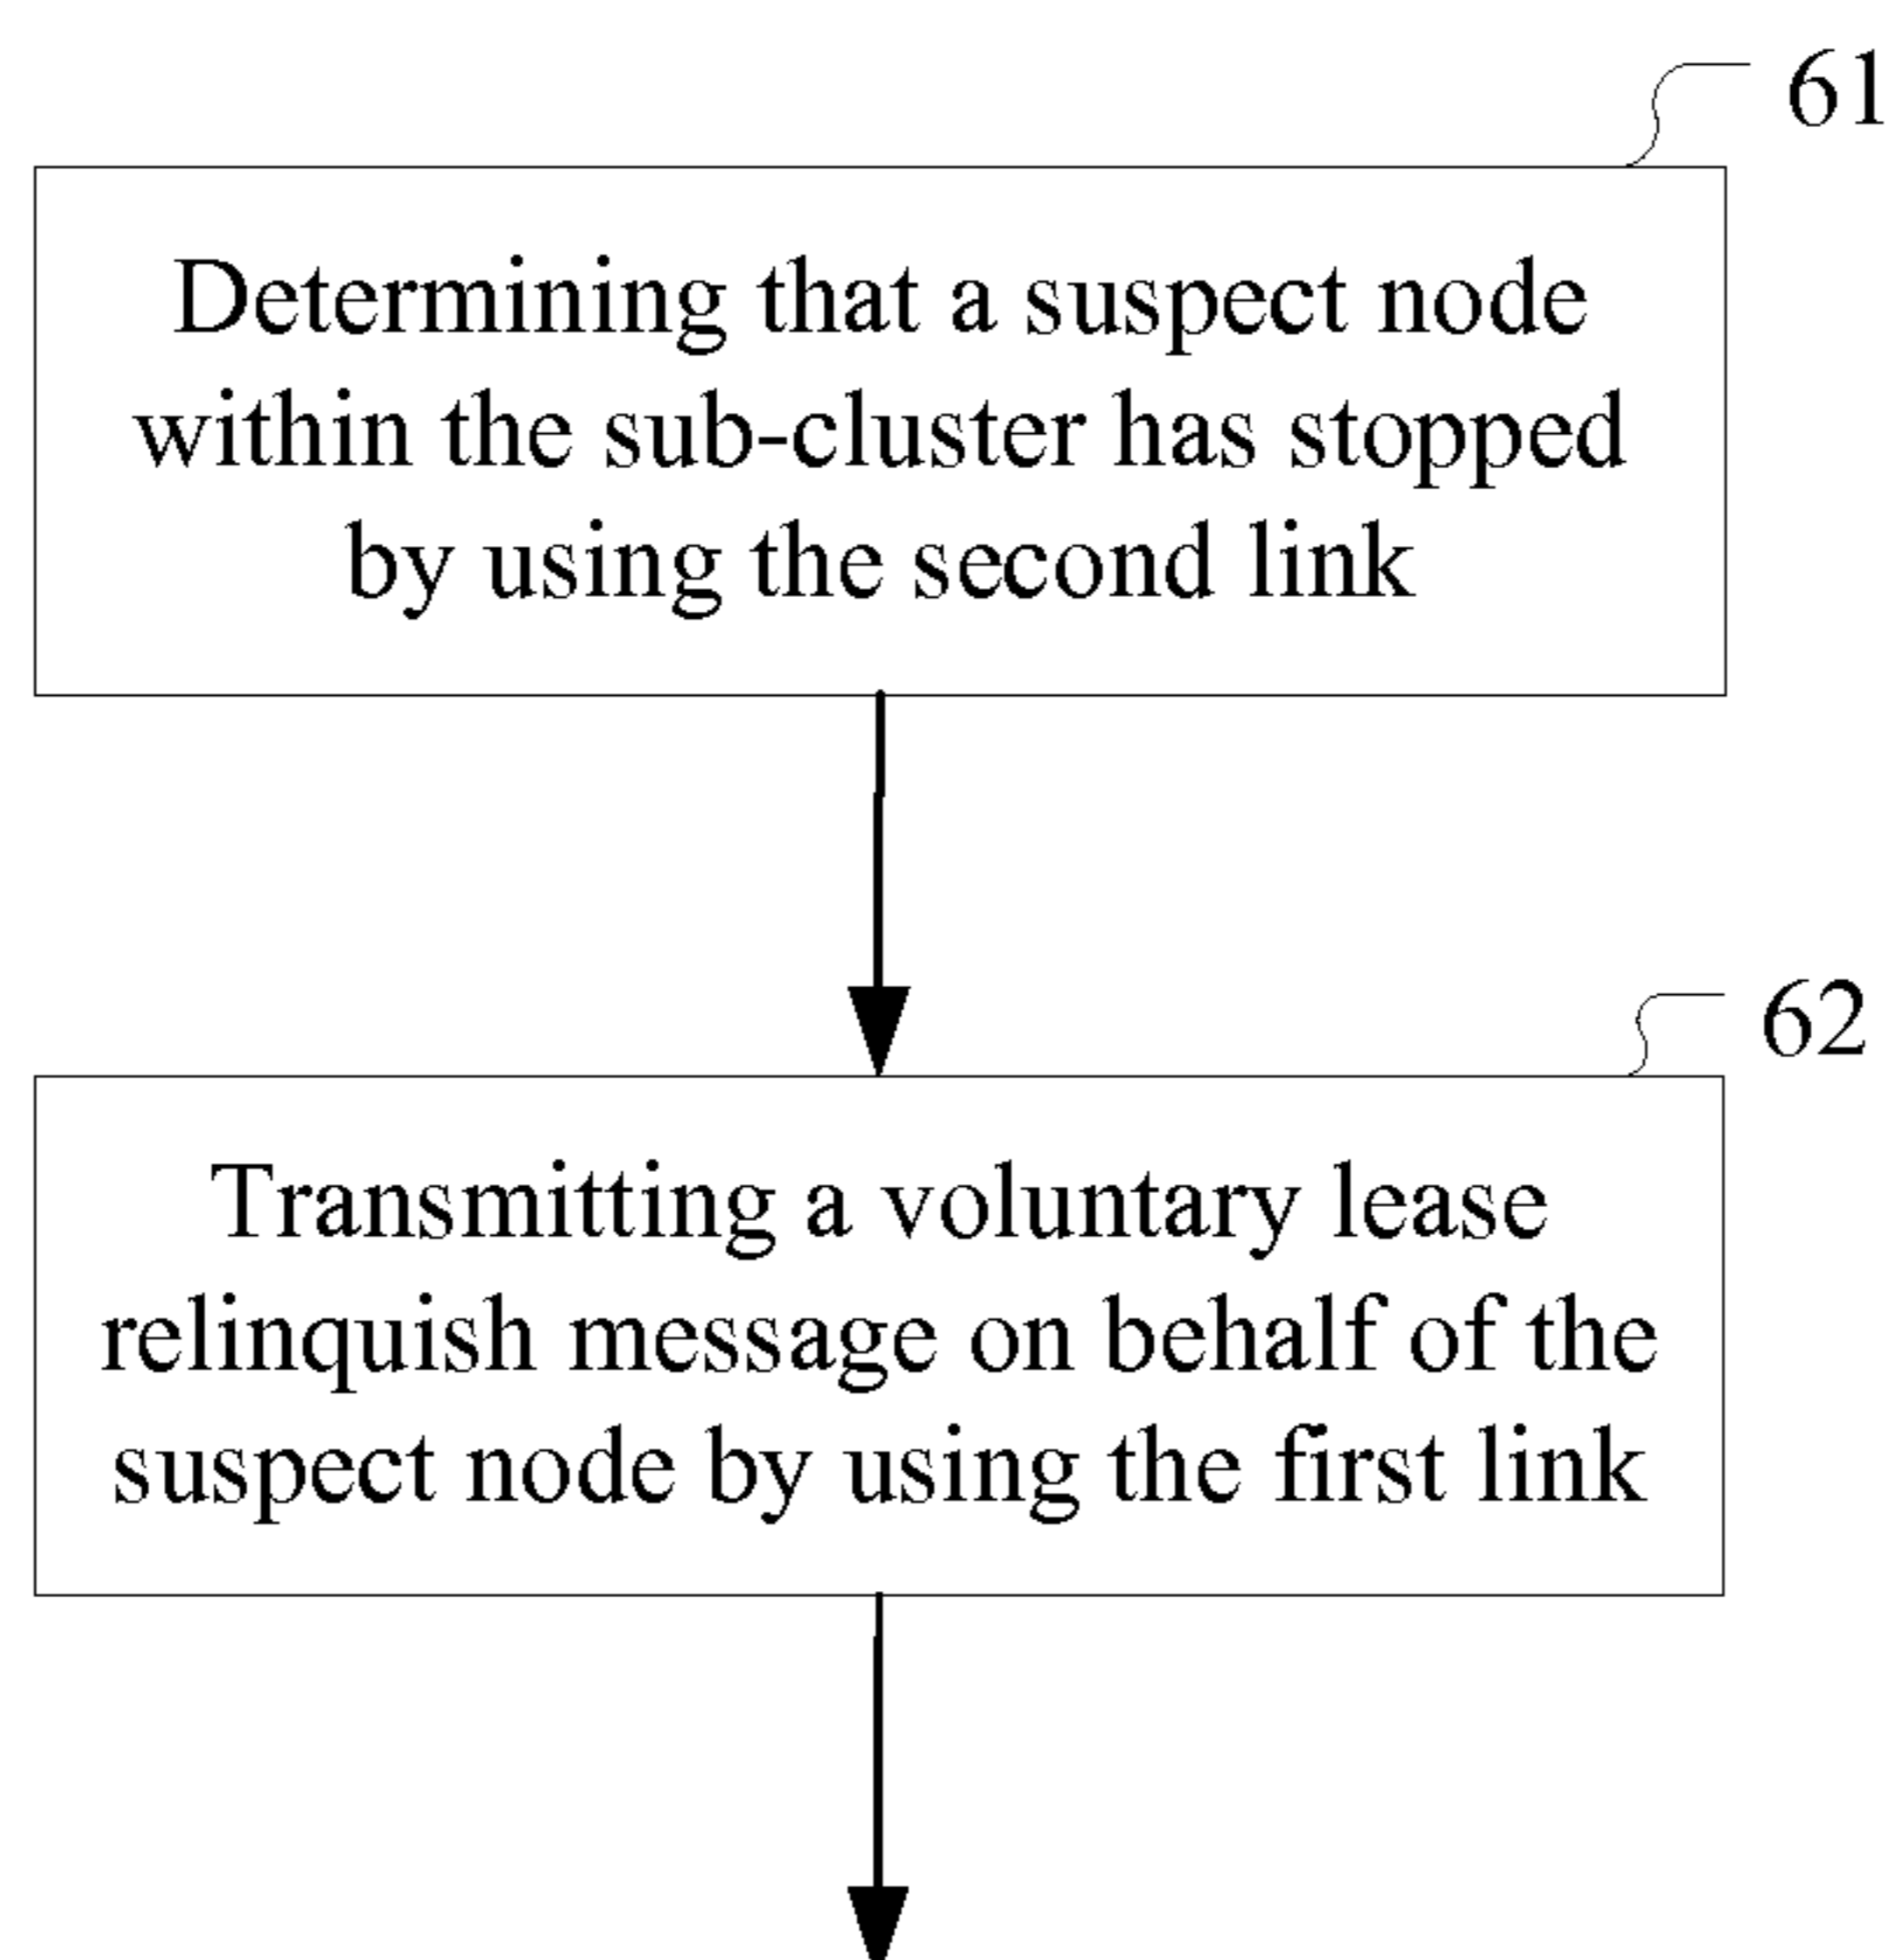 61
Determining that a suspect node
within the sub-cluster has stopped
by using the second link
62
Transmitting a voluntary lease
relinquish message on behalf of the
suspect node by using the first link